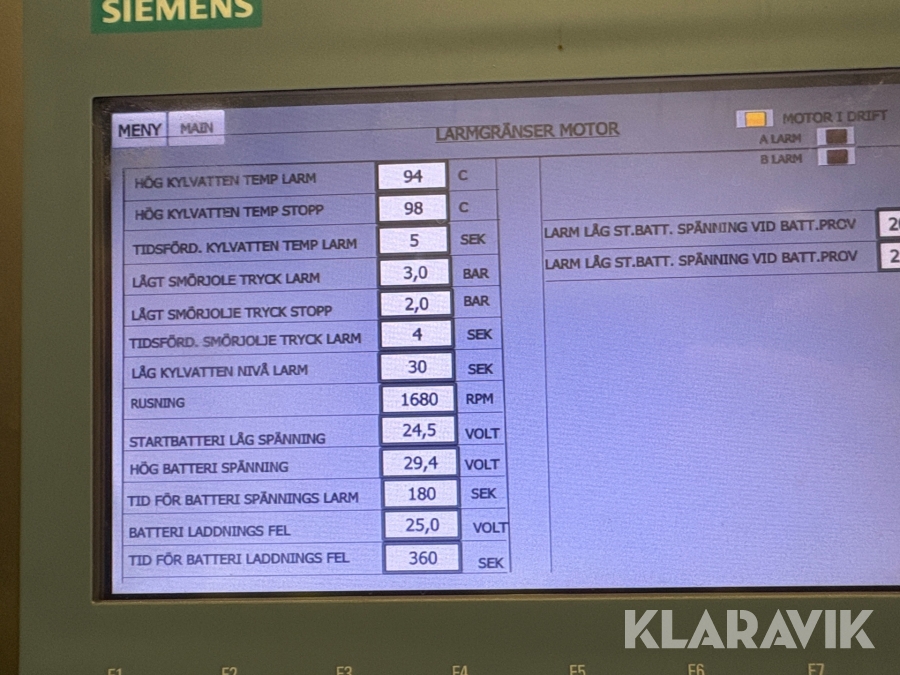 SIEMENS
MENY MAIN
LARMGRÄNSER MOTOR
MOTOR I DRIFT
A LARM
B LARM
HÖG KYLVATTEN TEMP LARM 94 C
HÖG KYLVATTEN TEMP STOPP 98 C
TIDSFÖRD. KYLVATTEN TEMP LARM 5 SEK
LÅGT SMÖRJOLE TRYCK LARM 3,0 BAR
LÅGT SMÖRJOLJE TRYCK STOPP 2,0 BAR
TIDSFÖRD. SMÖRJOLJE TRYCK LARM 4 SEK
LÅG KYLVATTEN NIVÅ LARM 30 SEK
RUSNING 1680 RPM
STARTBATTERI LÅG SPÄNNING 24,5 VOLT
HÖG BATTERI SPÄNNING 29,4 VOLT
TID FÖR BATTERI SPÄNNINGS LARM 180 SEK
BATTERI LADDNINGS FEL 25,0 VOLT
TID FÖR BATTERI LADDNINGS FEL 360 SEK
LARM LÅG ST.BATT. SPÄNNING VID BATT.PROV
LARM LÅG ST.BATT. SPÄNNING VID BATT.PROV
KLARAVIK
F1 F2 F3 F4 F5 F6 F7